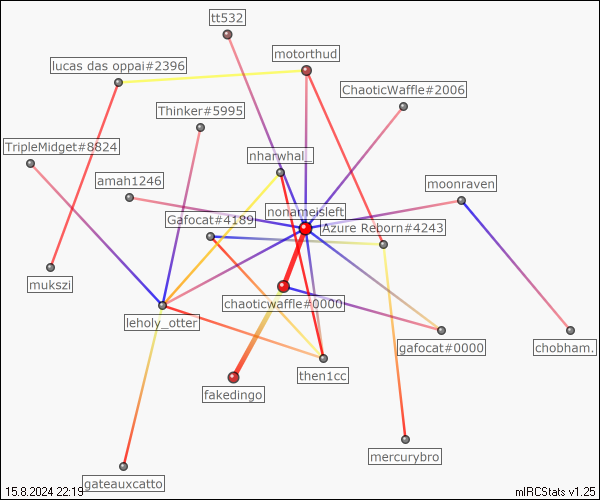 tt532
motorthud
lucas das oppai#2396
ChaoticWaffle#2006
Thinker#5995
TripleMidget#8824
nharwhal_
amah1246
moonraven
nonameisleft
Gafocat#4189
Azure Reborn#4243
mukszi
chaoticwaffle#0000
leholy_otter
gafocat#0000
chobham.
then1cc
fakedingo
mercurybro
gateauxcatto
15.8.2024 22:19
mIRCStats v1.25